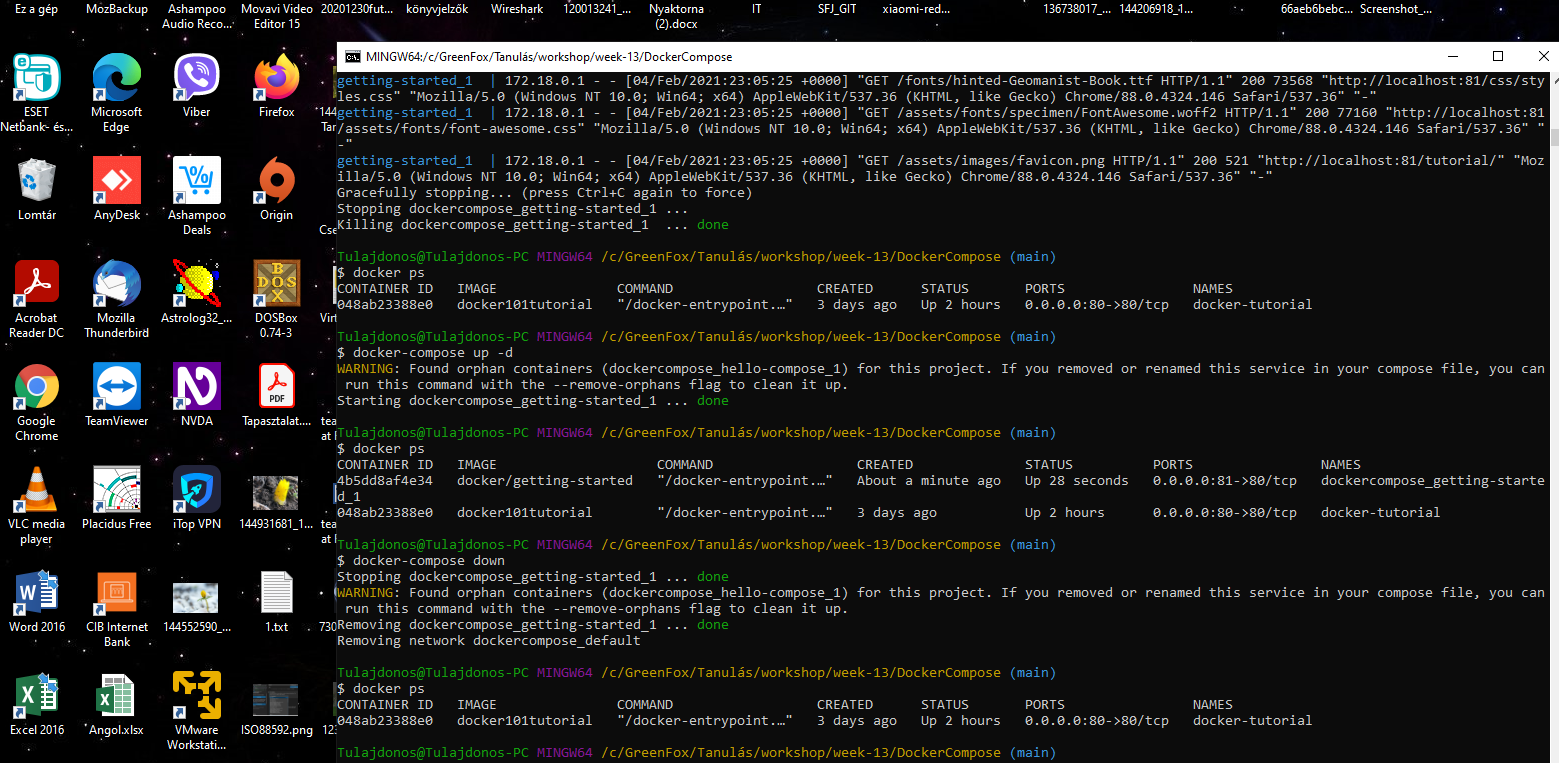 Ez a gép
MozBackup
Ashampoo
Audio Reco...
Movavi Video
Editor 15
20201230fut...
könyvjelzők
Wireshark
120013241_...
Nyaktorna
(2).docx
IT
SFJ_GIT
xiaomi-red...
136738017_...
144206918_1...
66aeb6bebc...
Screenshot_...
ESET
Netbank- és...
Microsoft
Edge
Viber
Firefox
Lomtár
AnyDesk
Ashampoo
Deals
Origin
Acrobat
Reader DC
Mozilla
Thunderbird
Astrolog32_...
DOSBox
0.74-3
Google
Chrome
TeamViewer
NVDA
PDF
Tapasztalat....
VLC media
player
Placidus Free
iTop VPN
144931681_1...
Word 2016
CIB Internet
Bank
144552590_...
1.txt
Excel 2016
Angol.xlsx
VMware
Workstati...
ISO88592.png
MINGW64:/c/GreenFox/Tanulás/workshop/week-13/DockerCompose
getting-started_1  | 172.18.0.1 - - [04/Feb/2021:23:05:25 +0000] "GET /fonts/hinted-Geomanist-Book.ttf HTTP/1.1" 200 73568 "http://localhost:81/css/sty
les.css" "Mozilla/5.0 (Windows NT 10.0; Win64; x64) AppleWebKit/537.36 (KHTML, like Gecko) Chrome/88.0.4324.146 Safari/537.36" "-"
getting-started_1  | 172.18.0.1 - - [04/Feb/2021:23:05:25 +0000] "GET /assets/fonts/specimen/FontAwesome.woff2 HTTP/1.1" 200 77160 "http://localhost:81
/assets/fonts/font-awesome.css" "Mozilla/5.0 (Windows NT 10.0; Win64; x64) AppleWebKit/537.36 (KHTML, like Gecko) Chrome/88.0.4324.146 Safari/537.36" "
-"
getting-started_1  | 172.18.0.1 - - [04/Feb/2021:23:05:25 +0000] "GET /assets/images/favicon.png HTTP/1.1" 200 521 "http://localhost:81/tutorial/" "Moz
illa/5.0 (Windows NT 10.0; Win64; x64) AppleWebKit/537.36 (KHTML, like Gecko) Chrome/88.0.4324.146 Safari/537.36" "-"
Gracefully stopping... (press Ctrl+C again to force)
Stopping dockercompose_getting-started_1 ...
Killing dockercompose_getting-started_1  ... done
Tulajdonos@Tulajdonos-PC MINGW64 /c/GreenFox/Tanulás/workshop/week-13/DockerCompose (main)
$ docker ps
CONTAINER ID   IMAGE               COMMAND                  CREATED      STATUS       PORTS                NAMES
048ab23388e0   docker101tutorial   "/docker-entrypoint.…"   3 days ago   Up 2 hours   0.0.0.0:80->80/tcp   docker-tutorial
Tulajdonos@Tulajdonos-PC MINGW64 /c/GreenFox/Tanulás/workshop/week-13/DockerCompose (main)
$ docker-compose up -d
WARNING: Found orphan containers (dockercompose_hello-compose_1) for this project. If you removed or renamed this service in your compose file, you can
run this command with the --remove-orphans flag to clean it up.
Starting dockercompose_getting-started_1 ... done
Tulajdonos@Tulajdonos-PC MINGW64 /c/GreenFox/Tanulás/workshop/week-13/DockerCompose (main)
$ docker ps
CONTAINER ID   IMAGE                    COMMAND                  CREATED              STATUS          PORTS                NAMES
4b5dd8af4e34   docker/getting-started   "/docker-entrypoint.…"   About a minute ago   Up 28 seconds   0.0.0.0:81->80/tcp   dockercompose_getting-starte
d_1
048ab23388e0   docker101tutorial        "/docker-entrypoint.…"   3 days ago           Up 2 hours      0.0.0.0:80->80/tcp   docker-tutorial
Tulajdonos@Tulajdonos-PC MINGW64 /c/GreenFox/Tanulás/workshop/week-13/DockerCompose (main)
$ docker-compose down
Stopping dockercompose_getting-started_1 ... done
WARNING: Found orphan containers (dockercompose_hello-compose_1) for this project. If you removed or renamed this service in your compose file, you can
run this command with the --remove-orphans flag to clean it up.
Removing dockercompose_getting-started_1 ... done
Removing network dockercompose_default
Tulajdonos@Tulajdonos-PC MINGW64 /c/GreenFox/Tanulás/workshop/week-13/DockerCompose (main)
$ docker ps
CONTAINER ID   IMAGE               COMMAND                  CREATED      STATUS       PORTS                NAMES
048ab23388e0   docker101tutorial   "/docker-entrypoint.…"   3 days ago   Up 2 hours   0.0.0.0:80->80/tcp   docker-tutorial
Tulajdonos@Tulajdonos-PC MINGW64 /c/GreenFox/Tanulás/workshop/week-13/DockerCompose (main)